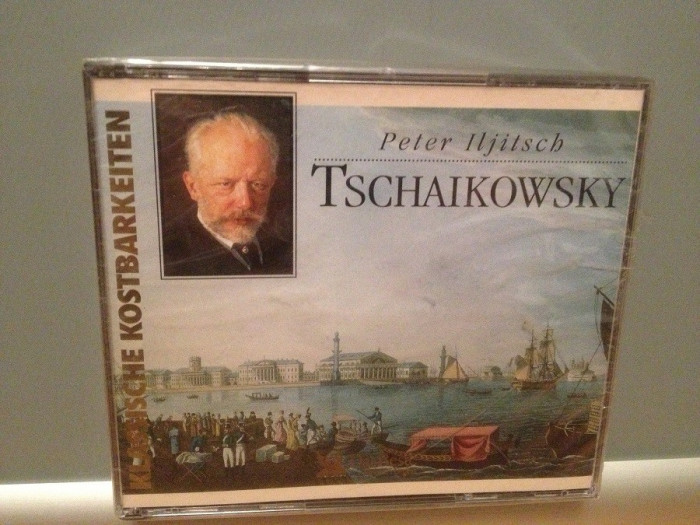 Peter Iljitsch
TSCHAIKOWSKY
KLASSISCHE KOSTBARKEITEN